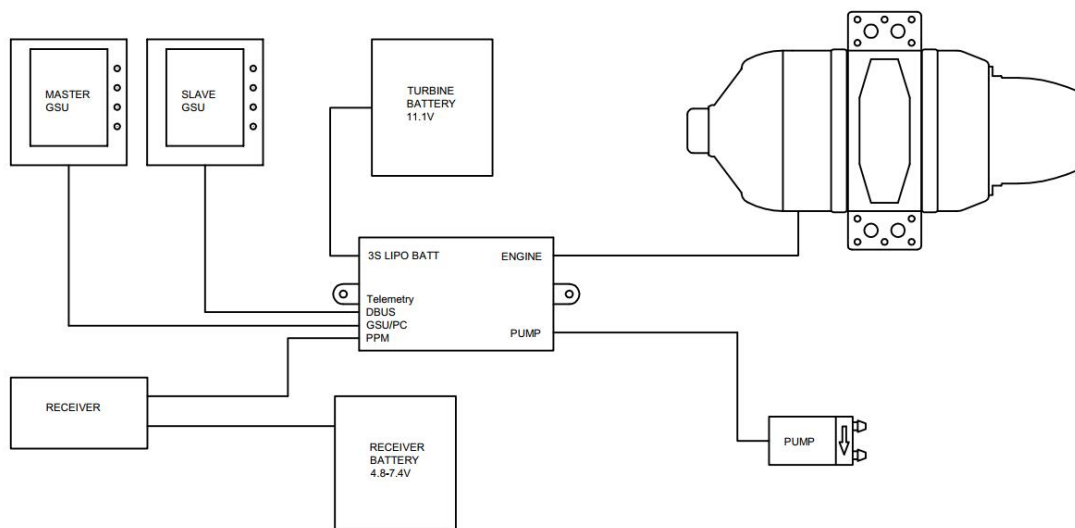 MASTER
GSU
SLAVE
GSU
TURBINE
BATTERY
11.1V
3S LIPO BATT
ENGINE
Telemetry
DBUS
GSU/PC
PPM
PUMP
RECEIVER
RECEIVER
BATTERY
4.8-7.4V
PUMP